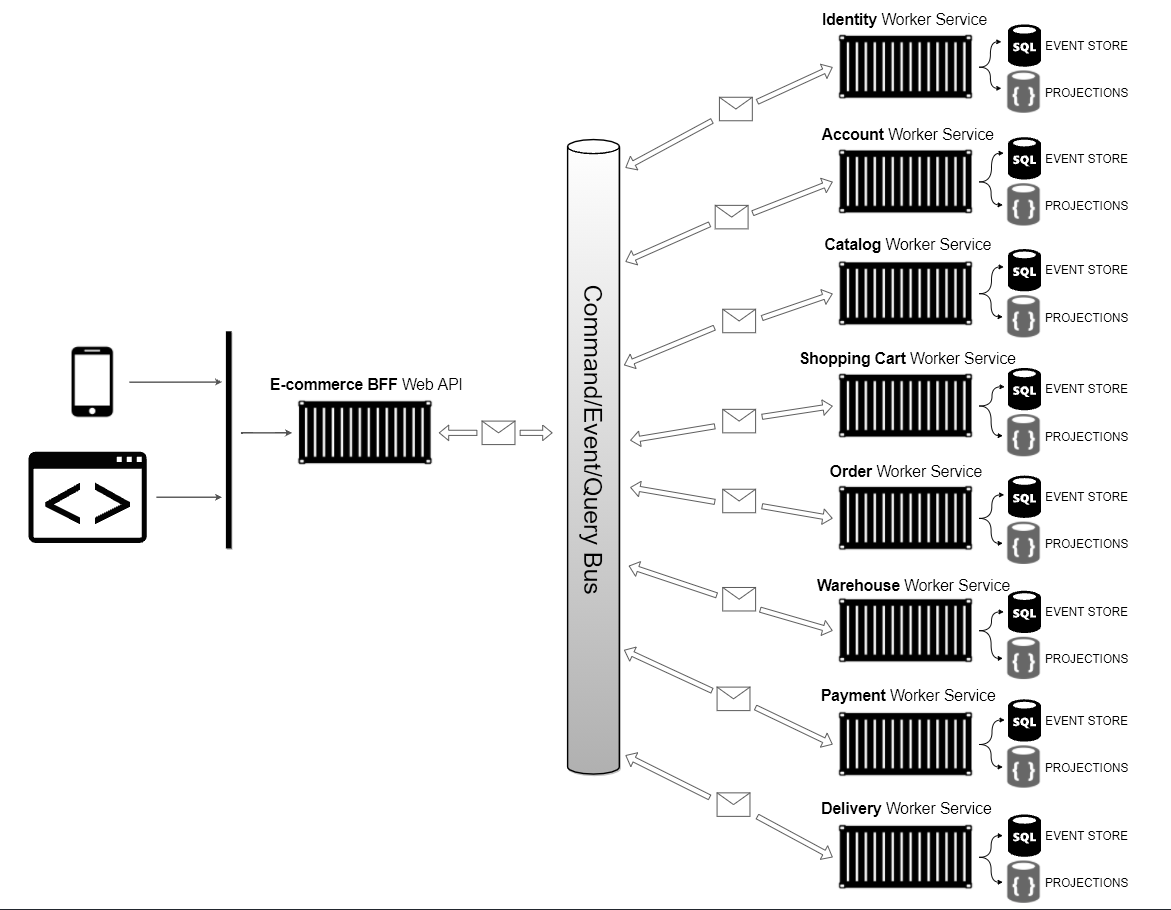 Identity Worker Service
SQL EVENT STORE
{ } PROJECTIONS
Account Worker Service
SQL EVENT STORE
{ } PROJECTIONS
Catalog Worker Service
SQL EVENT STORE
{ } PROJECTIONS
Shopping Cart Worker Service
SQL EVENT STORE
{ } PROJECTIONS
E-commerce BFF Web API
< >
Command/Event/Query Bus
Order Worker Service
SQL EVENT STORE
{ } PROJECTIONS
Warehouse Worker Service
SQL EVENT STORE
{ } PROJECTIONS
Payment Worker Service
SQL EVENT STORE
{ } PROJECTIONS
Delivery Worker Service
SQL EVENT STORE
{ } PROJECTIONS